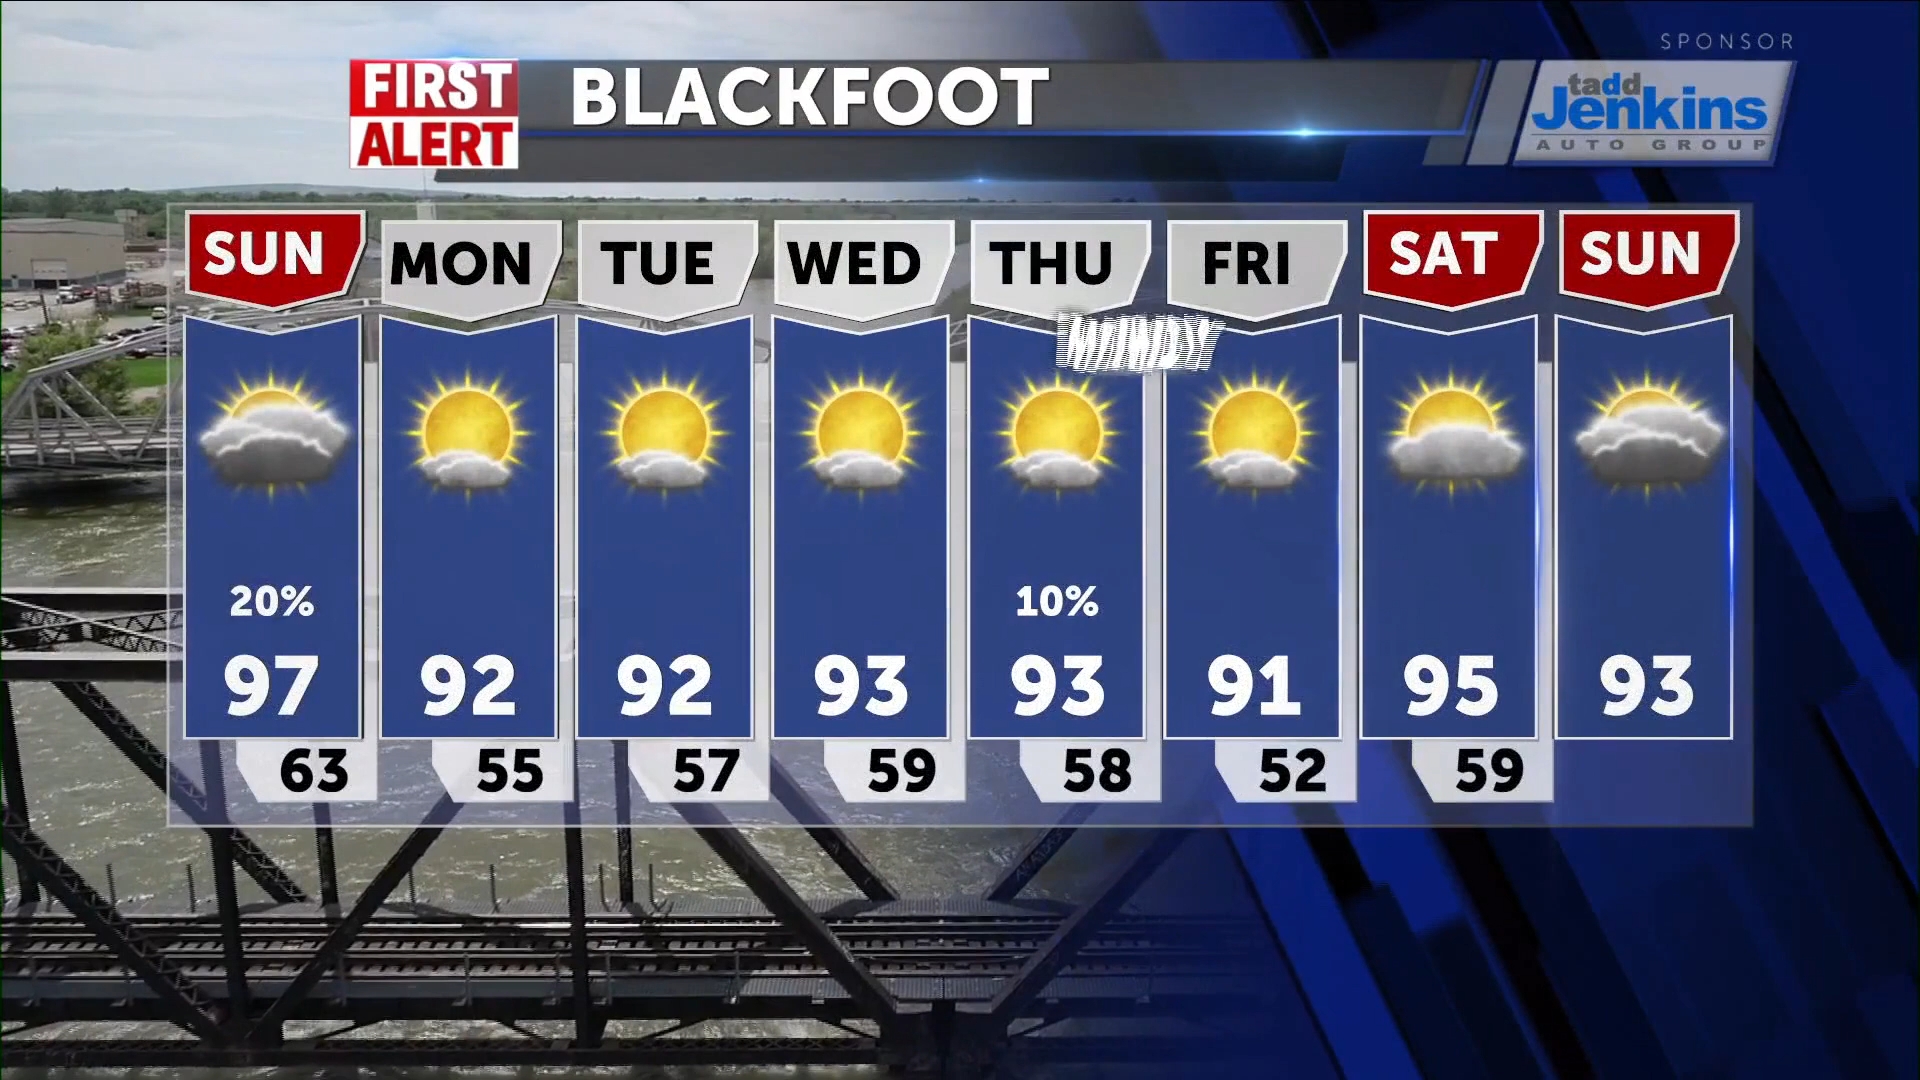 SPONSOR
FIRST ALERT
BLACKFOOT
tadd
Jenkins
AUTO GROUP
SUN MON TUE WED THU FRI SAT SUN
WINDY
20% 10%
97 92 92 93 93 91 95 93
63 55 57 59 58 52 59